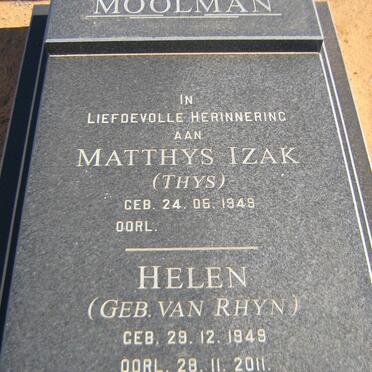 MOOLMAN
IN
LIEFDEVOLLE HERINNERING
AAN
MATTHYS IZAK
(THYS)
GEB. 24. 05. 1949
OORL.
HELEN
(GEB. VAN RHYN)
GEB. 29. 12. 1949
OORL. 28. 11. 2011.